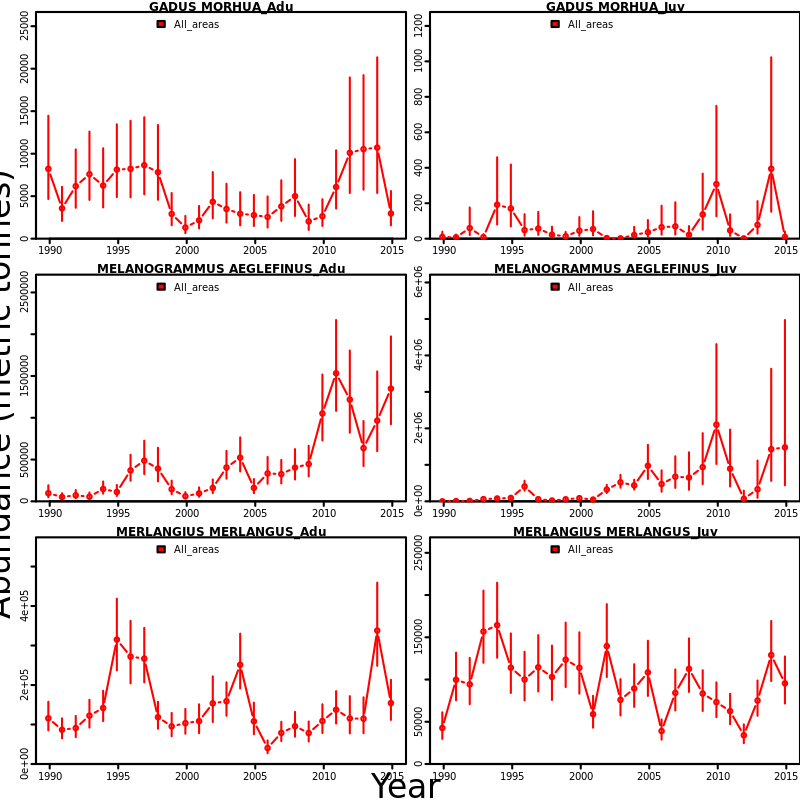 GADUS MORHUA_Adu
All_areas
0
5000
10000
15000
20000
25000
1990 1995 2000 2005 2010 2015
GADUS MORHUA_Juv
All_areas
0
200
400
600
800
1000
1200
1990 1995 2000 2005 2010 2015
MELANOGRAMMUS AEGLEFINUS_Adu
All_areas
0
500000
1500000
2500000
1990 1995 2000 2005 2010 2015
MELANOGRAMMUS AEGLEFINUS_Juv
All_areas
0e+00
2e+06
4e+06
6e+06
1990 1995 2000 2005 2010 2015
MERLANGIUS MERLANGUS_Adu
All_areas
0e+00
2e+05
4e+05
1990 1995 2000 2005 2010 2015
MERLANGIUS MERLANGUS_Juv
All_areas
0
50000
150000
250000
1990 1995 2000 2005 2010 2015
Abundance (metric tonnes)
Year